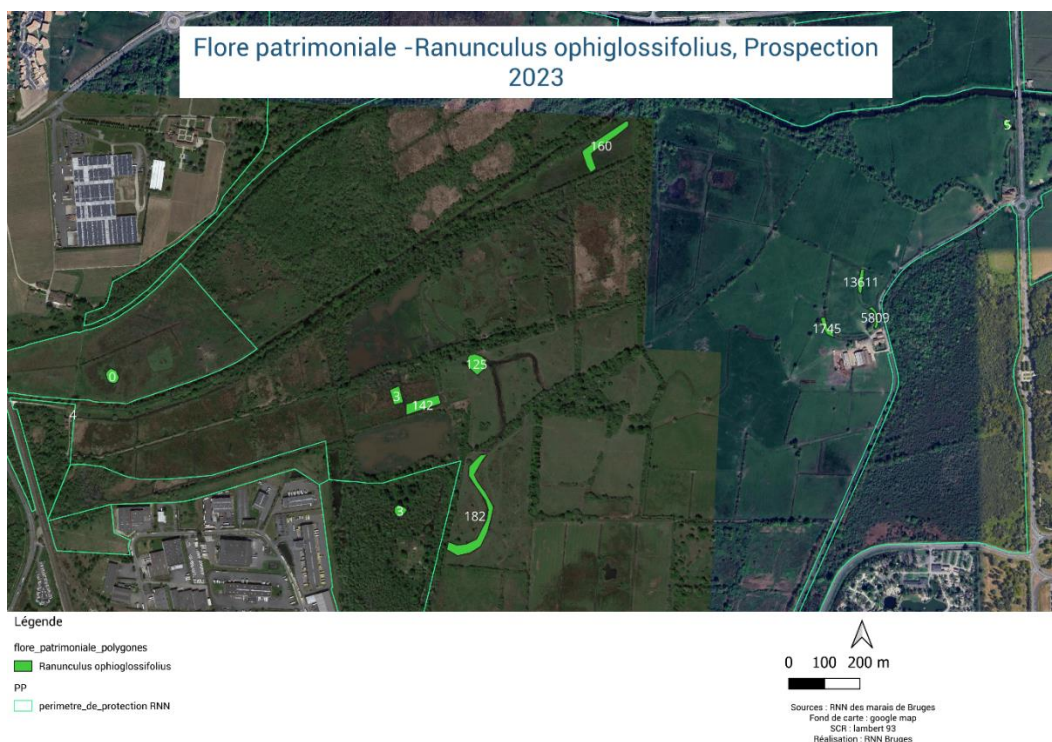 Flore patrimoniale -Ranunculus ophiglossifolius, Prospection
2023
160
5
13611
5809
1745
0
125
3
142
4
3
182
Légende
flore_patrimoniale_polygones
Ranunculus ophioglossifolius
PP
perimetre_de_protection RNN
0 100 200 m
Sources : RNN des marais de Bruges
Fond de carte : google map
SCR : lambert 93
Réalisation : RNN Bruges